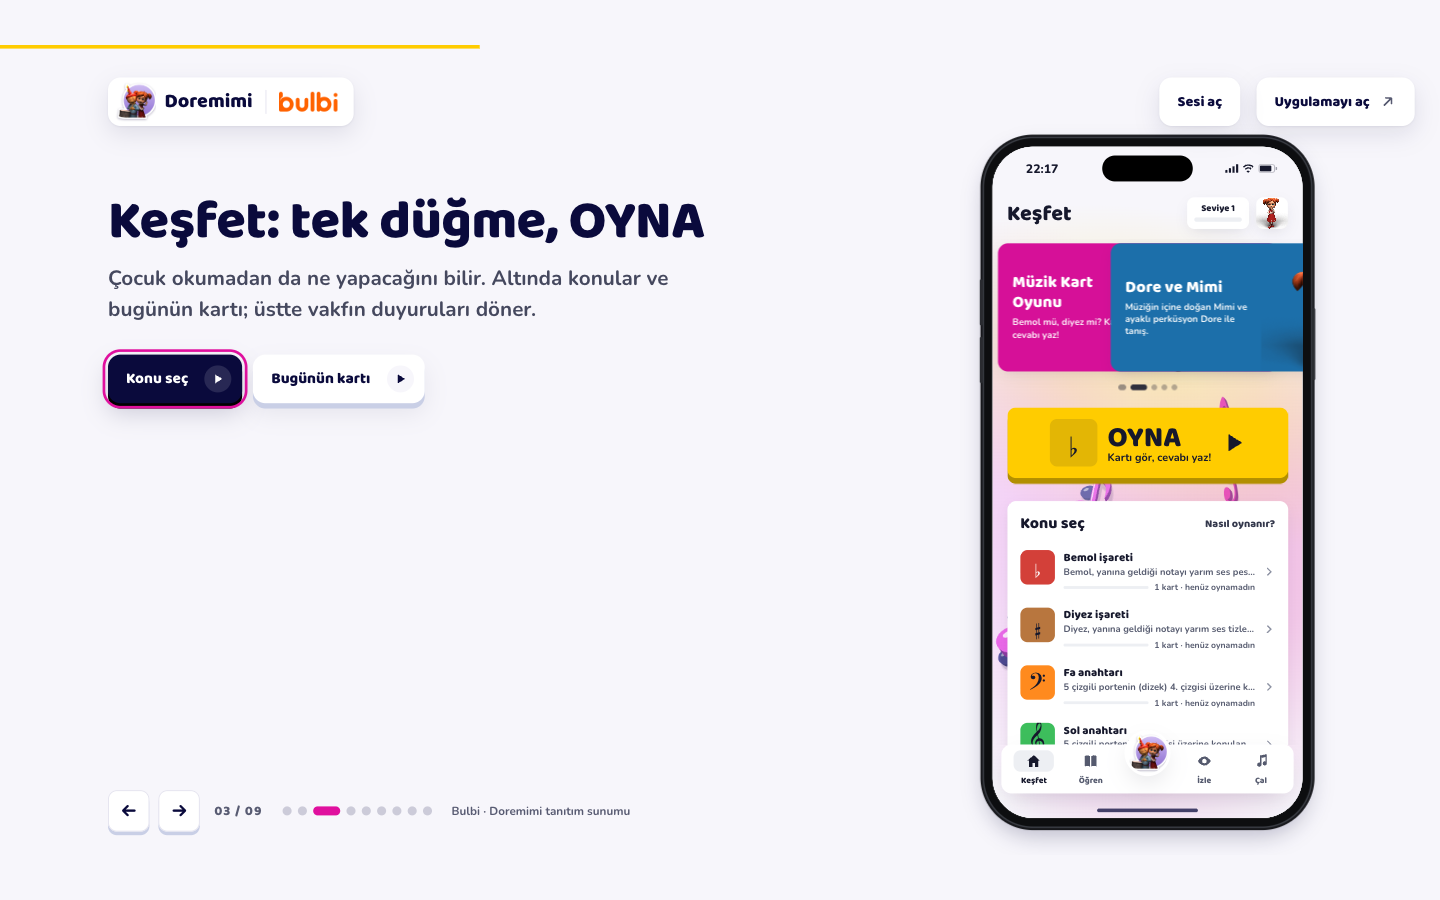 Doremimi
bulbi
Sesi aç
Uygulamayı aç
Keşfet: tek düğme, OYNA
Çocuk okumadan da ne yapacağını bilir. Altında konular ve
bugünün kartı; üstte vakfın duyuruları döner.
Konu seç
Bugünün kartı
22:17
Keşfet
Seviye 1
Müzik Kart
Oyunu
Bemol mü, diyez mi? K
cevabı yaz!
Dore ve Mimi
Müziğin içine doğan Mimi ve
ayaklı perküsyon Dore ile
tanış.
OYNA
Kartı gör, cevabı yaz!
Konu seç
Nasıl oynanır?
Bemol işareti
Bemol, yanına geldiği notayı yarım ses pes...
1 kart · henüz oynamadın
Diyez işareti
Diyez, yanına geldiği notayı yarım ses tizle...
1 kart · henüz oynamadın
Fa anahtarı
5 çizgili portenin (dizek) 4. çizgisi üzerine k...
1 kart · henüz oynamadın
Sol anahtarı
Keşfet
Öğren
İzle
Çal
03 / 09
Bulbi · Doremimi tanıtım sunumu